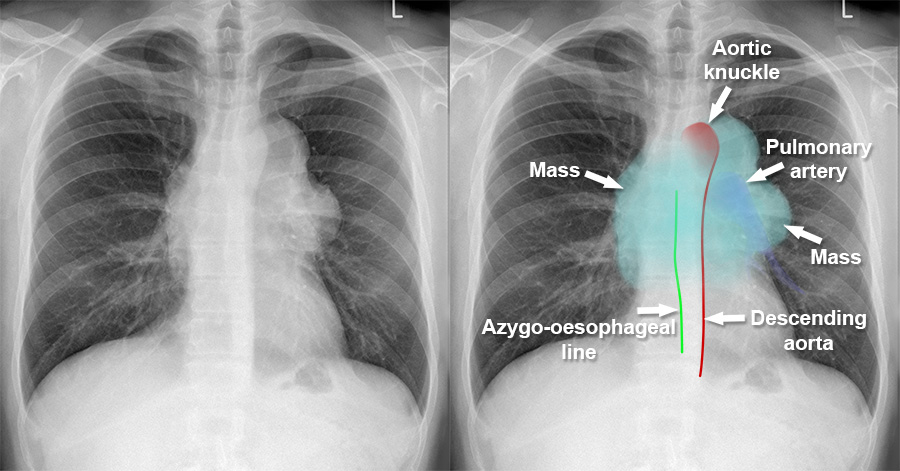 L
L
Aortic
knuckle
Pulmonary
artery
Mass
Mass
Azygo-oesophageal
line
Descending
aorta